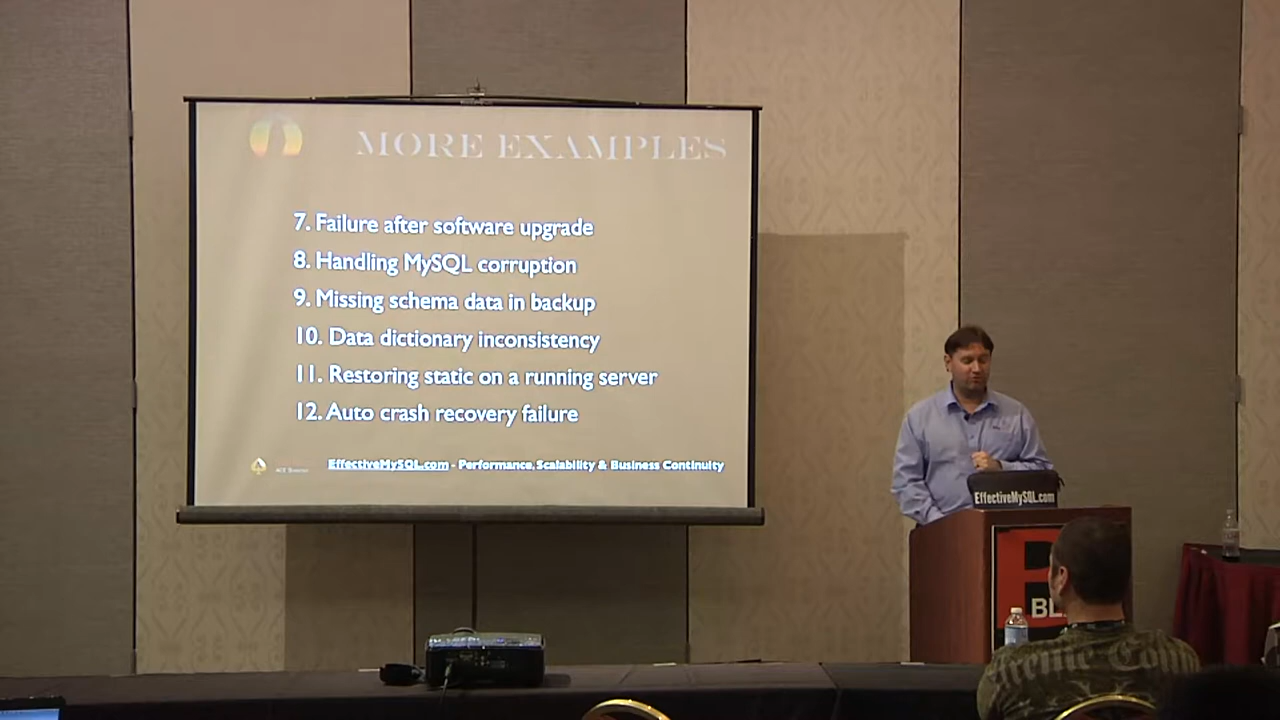 MORE EXAMPLES
7. Failure after software upgrade
8. Handling MySQL corruption
9. Missing schema data in backup
10. Data dictionary inconsistency
11. Restoring static on a running server
12. Auto crash recovery failure
EffectiveMySQL.com - Performance, Scalability & Business Continuity
EffectiveMySQL.com
BL